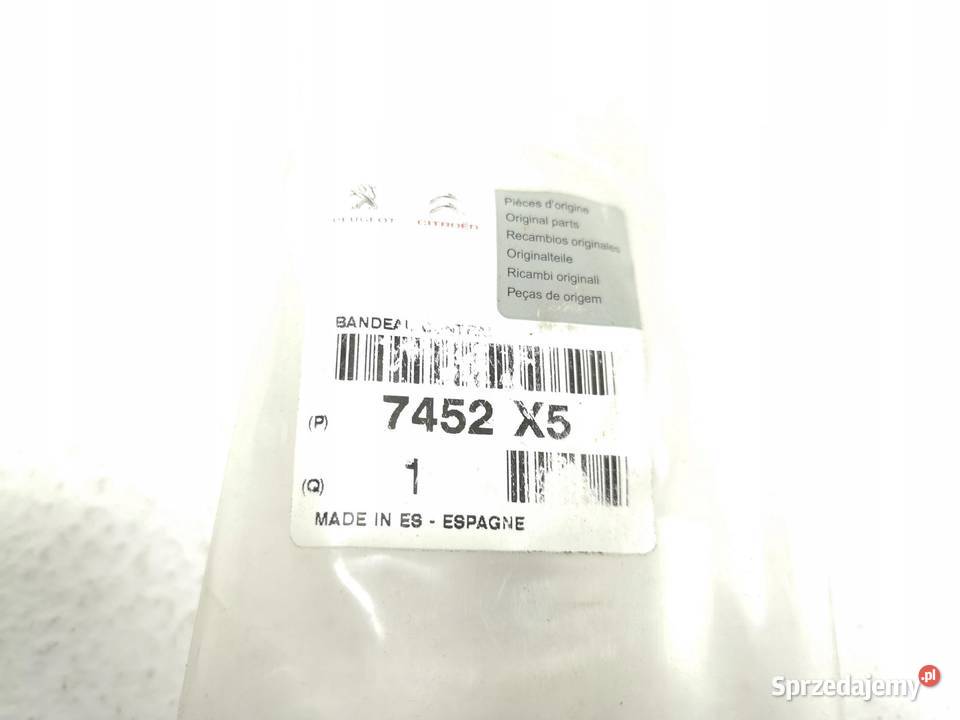 PEUGEOT
CITROËN
Pièces d'origine
Original parts
Recambios originales
Originalteile
Ricambi originali
Peças de origem
(P) 7452 X5
(Q) 1
MADE IN ES - ESPAGNE
Sprzedajemy.pl